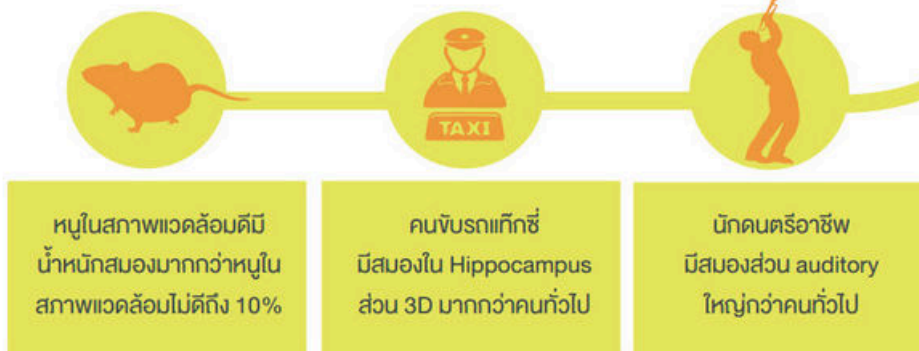 TAXI
หนูในสภาพแวดล้อมดีมี
น้ำหนักสมองมากกว่าหนูใน
สภาพแวดล้อมไม่ดีถึง 10%
คนขับรถแท็กซี่
มีสมองใน Hippocampus
ส่วน 3D มากกว่าคนทั่วไป
นักดนตรีอาชีพ
มีสมองส่วน auditory
ใหญ่กว่าคนทั่วไป